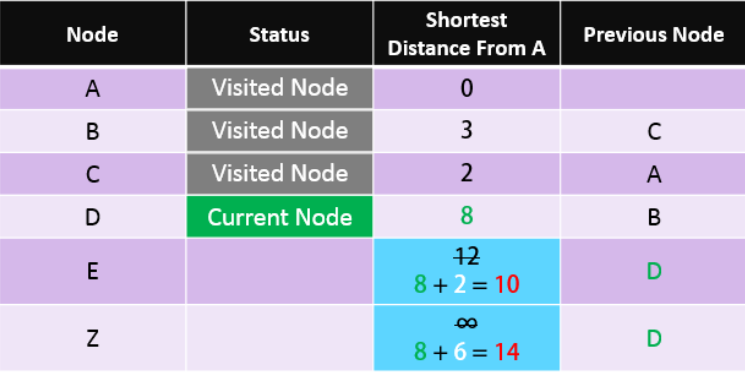 Node Status Shortest Distance From A Previous Node
A Visited Node 0
B Visited Node 3 C
C Visited Node 2 A
D Current Node 8 B
E 12 D
8 + 2 = 10
Z ∞ D
8 + 6 = 14